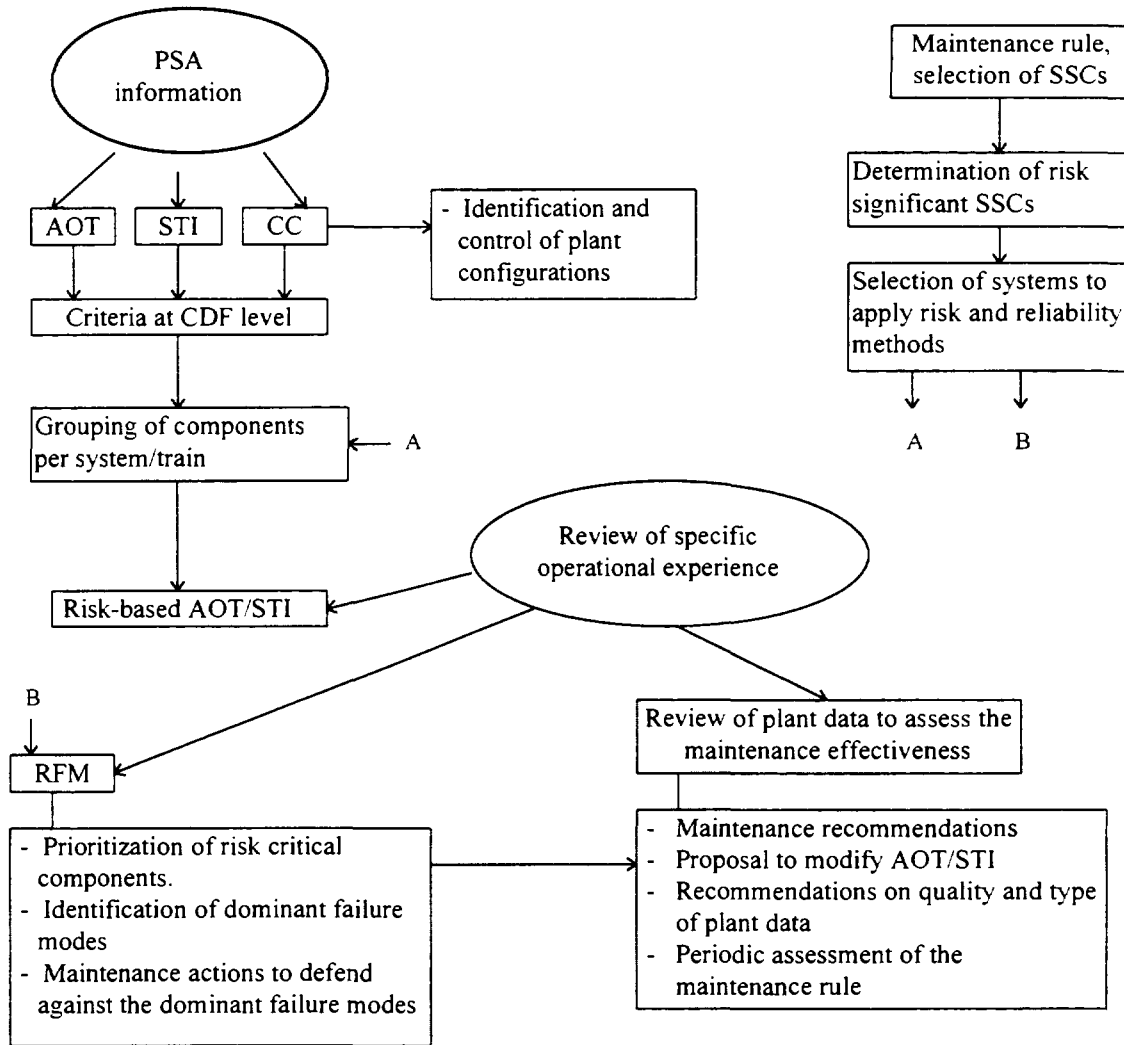 PSA
information
AOT
STI
CC
- Identification and
control of plant
configurations
Criteria at CDF level
Grouping of components
per system/train
A
Risk-based AOT/STI
Maintenance rule,
selection of SSCs
Determination of risk
significant SSCs
Selection of systems to
apply risk and reliability
methods
A
B
Review of specific
operational experience
B
RFM
- Prioritization of risk critical
components.
- Identification of dominant failure
modes
- Maintenance actions to defend
against the dominant failure modes
Review of plant data to assess the
maintenance effectiveness
- Maintenance recommendations
- Proposal to modify AOT/STI
- Recommendations on quality and type
of plant data
- Periodic assessment of the
maintenance rule